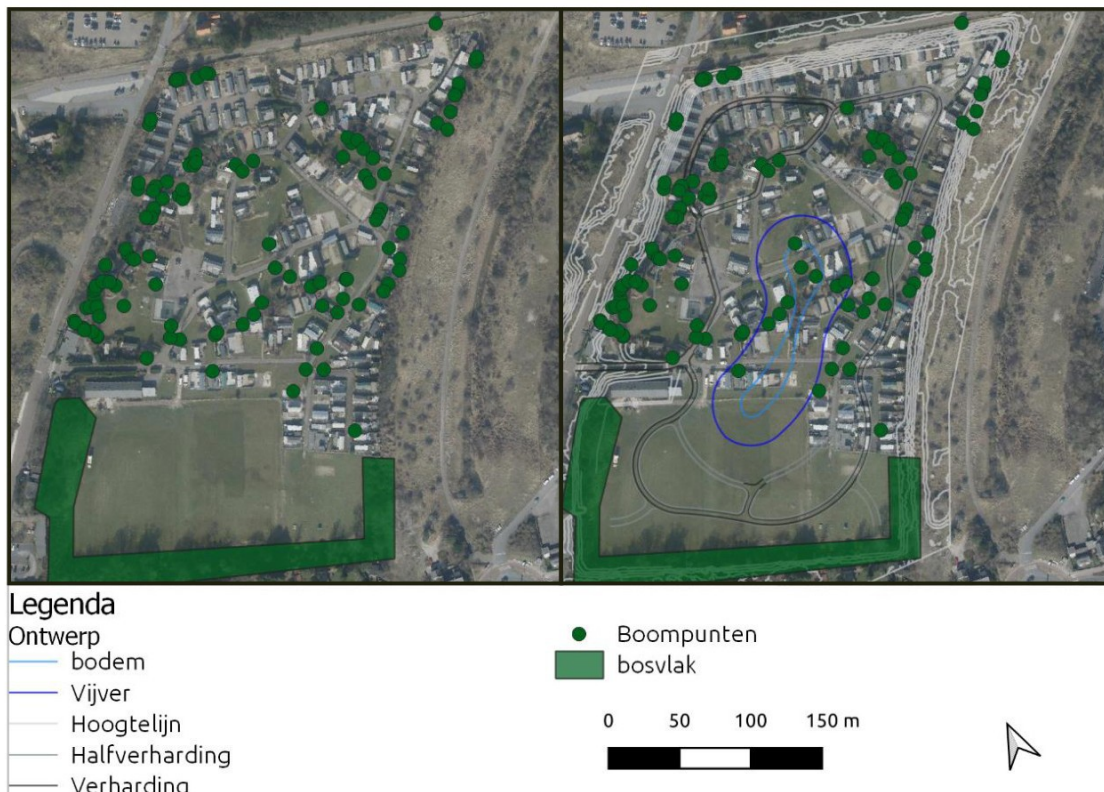 Legenda
Ontwerp
bodem
Vijver
Hoogtelijn
Halfverharding
Verharding
Boompunten
bosvlak
0 50 100 150 m